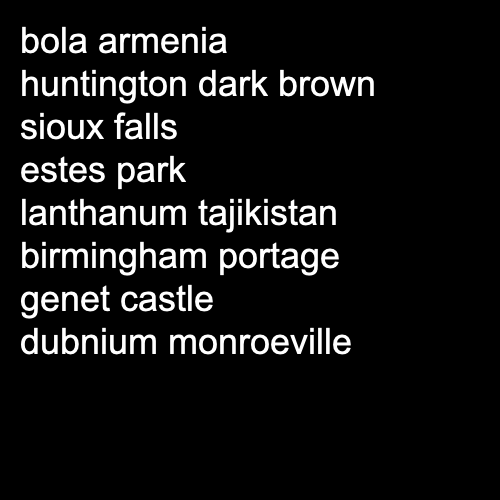 bola armenia
huntington dark brown
sioux falls
estes park
lanthanum tajikistan
birmingham portage
genet castle
dubnium monroeville